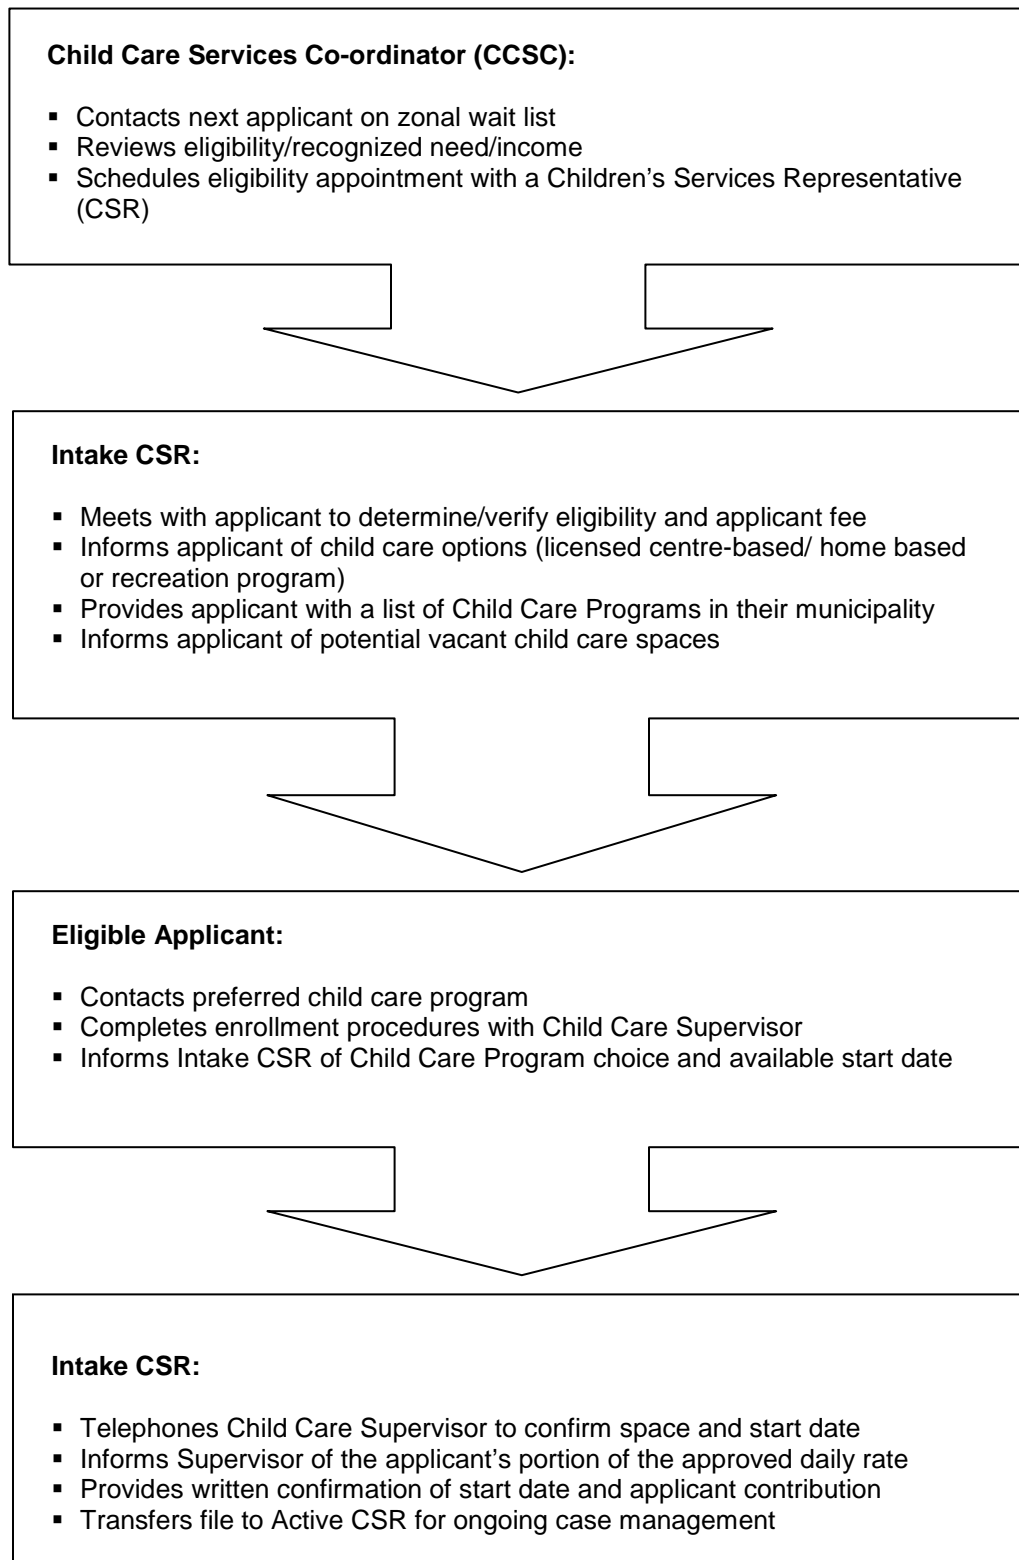 Child Care Services Co-ordinator (CCSC):
▪ Contacts next applicant on zonal wait list
▪ Reviews eligibility/recognized need/income
▪ Schedules eligibility appointment with a Children's Services Representative
(CSR)
Intake CSR:
▪ Meets with applicant to determine/verify eligibility and applicant fee
▪ Informs applicant of child care options (licensed centre-based/ home based
or recreation program)
▪ Provides applicant with a list of Child Care Programs in their municipality
▪ Informs applicant of potential vacant child care spaces
Eligible Applicant:
▪ Contacts preferred child care program
▪ Completes enrollment procedures with Child Care Supervisor
▪ Informs Intake CSR of Child Care Program choice and available start date
Intake CSR:
▪ Telephones Child Care Supervisor to confirm space and start date
▪ Informs Supervisor of the applicant's portion of the approved daily rate
▪ Provides written confirmation of start date and applicant contribution
▪ Transfers file to Active CSR for ongoing case management